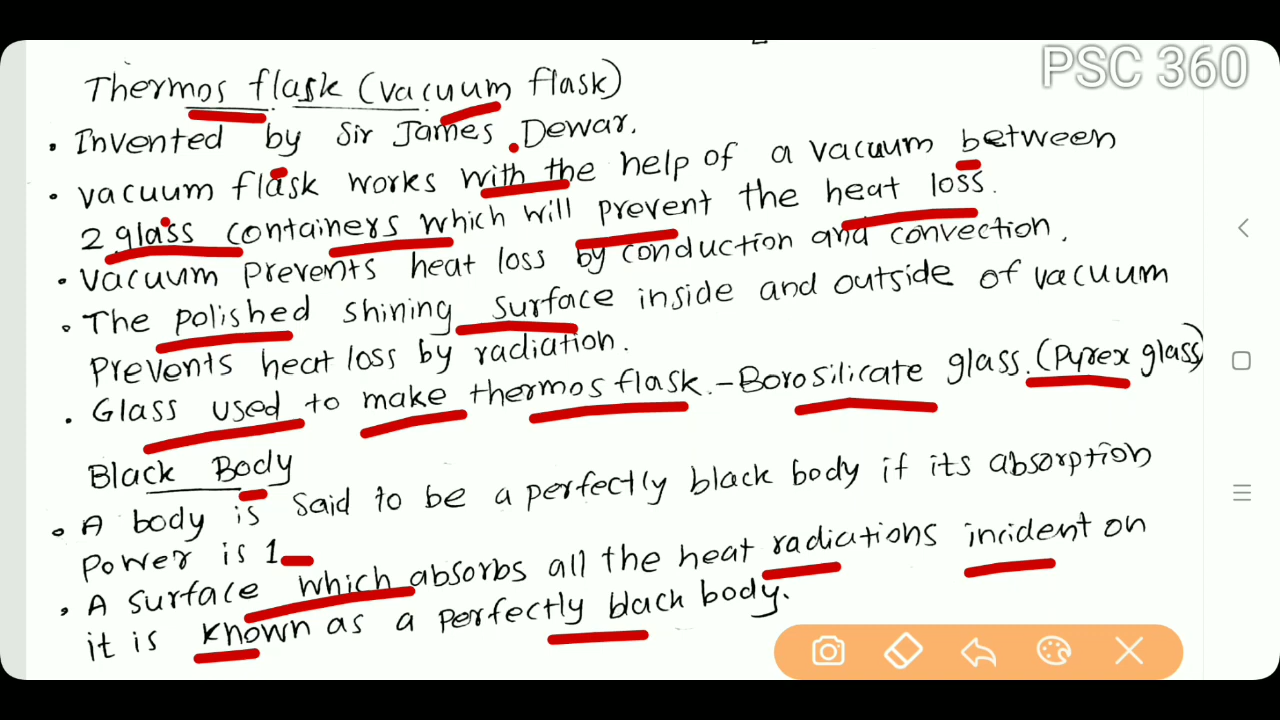 PSC 360
Thermos flask (vacuum flask)
• Invented by Sir James Dewar.
• vacuum flask works with the help of a vacuum between
2 glass containers which will prevent the heat loss.
• Vacuum prevents heat loss by conduction and convection.
• The polished shining surface inside and outside of vacuum
Prevents heat loss by radiation.
• Glass used to make thermos flask. - Borosilicate glass. (Pyrex glass)
Black Body
• A body is said to be a perfectly black body if its absorption
Power is 1
• A surface which absorbs all the heat radiations incident on
it is known as a perfectly black body.